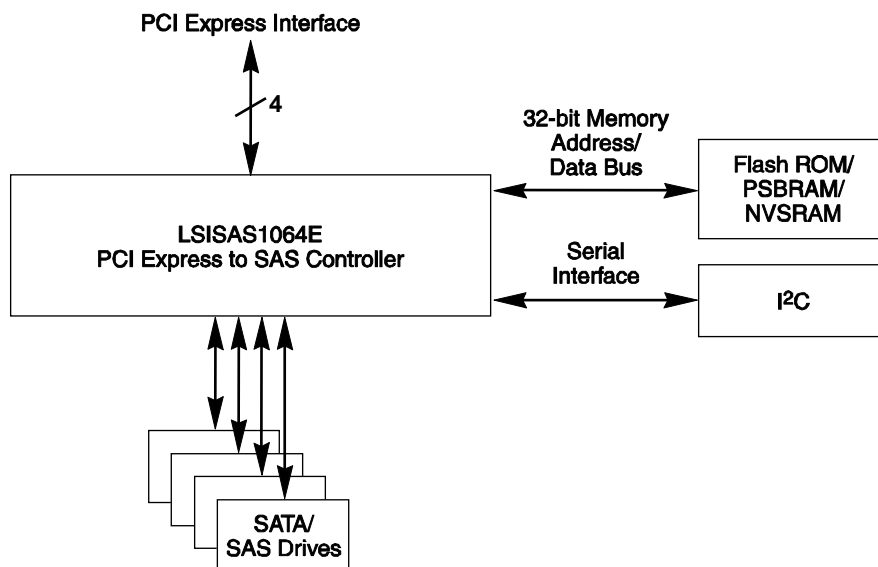 PCI Express Interface
4
32-bit Memory
Address/
Data Bus
Flash ROM/
PSBRAM/
NVSRAM
LSISAS1064E
PCI Express to SAS Controller
Serial
Interface
I²C
SATA/
SAS Drives